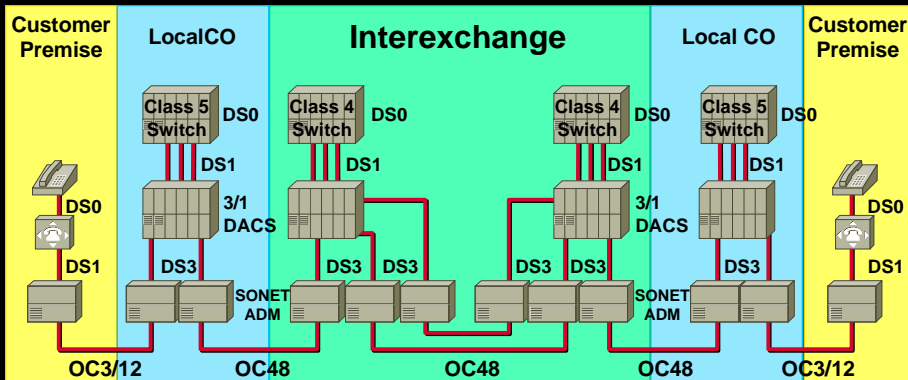 Customer
Premise
LocalCO
Interexchange
Local CO
Customer
Premise
Class 5
Switch
DS0
Class 4
Switch
DS0
Class 4
Switch
DS0
Class 5
Switch
DS0
DS1
DS1
DS1
DS1
DS0
3/1
DACS
3/1
DACS
DS0
DS1
DS3
DS3
DS3
DS3
DS3
DS3
DS1
SONET
ADM
SONET
ADM
OC3/12
OC48
OC48
OC48
OC3/12